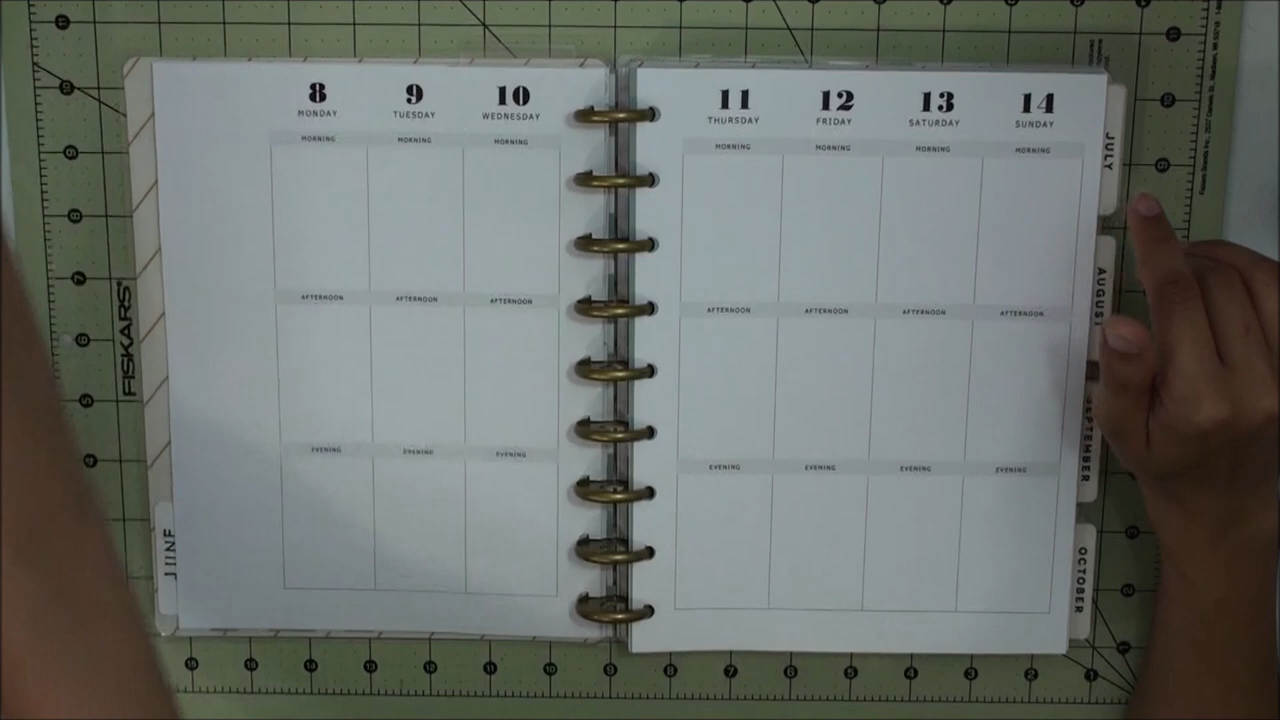 8 9 10
MONDAY TUESDAY WEDNESDAY
MORNING MORNING MORNING
AFTERNOON AFTERNOON AFTERNOON
EVENING EVENING EVENING
11 12 13 14
THURSDAY FRIDAY SATURDAY SUNDAY
MORNING MORNING MORNING MORNING
AFTERNOON AFTERNOON AFTERNOON AFTERNOON
EVENING EVENING EVENING EVENING
JUNE
JULY
AUGUST
SEPTEMBER
OCTOBER
FISKARS